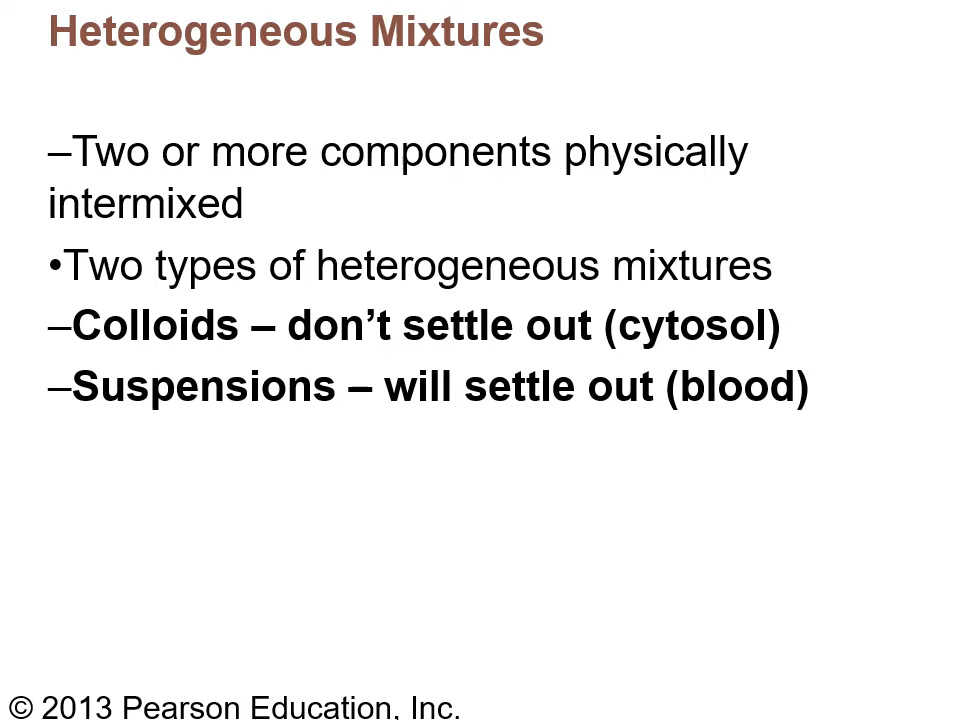 Heterogeneous Mixtures
–Two or more components physically
intermixed
•Two types of heterogeneous mixtures
–Colloids – don’t settle out (cytosol)
–Suspensions – will settle out (blood)
© 2013 Pearson Education, Inc.